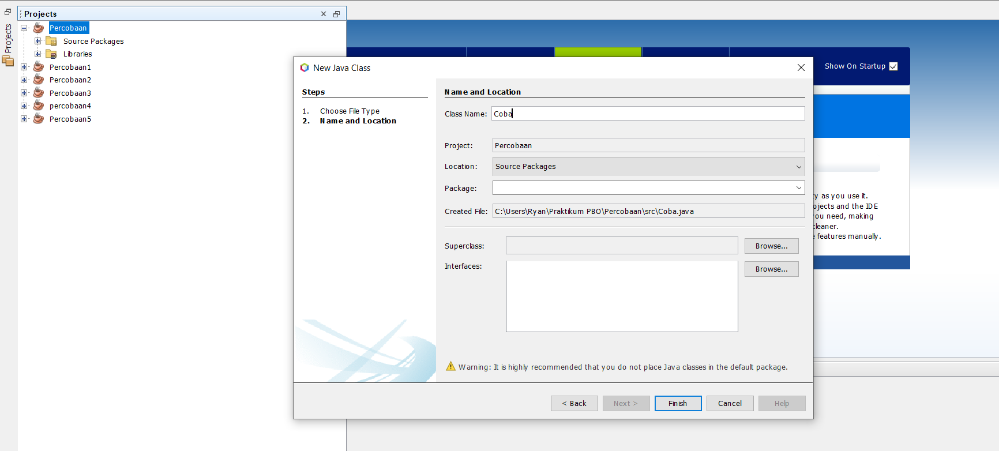 Projects
Projects
Percobaan
Source Packages
Libraries
Percobaan1
Percobaan2
Percobaan3
percobaan4
Percobaan5
Show On Startup
New Java Class
Steps
1. Choose File Type
2. Name and Location
Name and Location
Class Name: Coba
Project: Percobaan
Location: Source Packages
Package:
Created File: C:\Users\Ryan\Praktikum PBO\Percobaan\src\Coba.java
Superclass: Browse...
Interfaces: Browse...
Warning: It is highly recommended that you do not place Java classes in the default package.
< Back Next > Finish Cancel Help
as you use it.
and the IDE
you need, making
cleaner.
features manually.